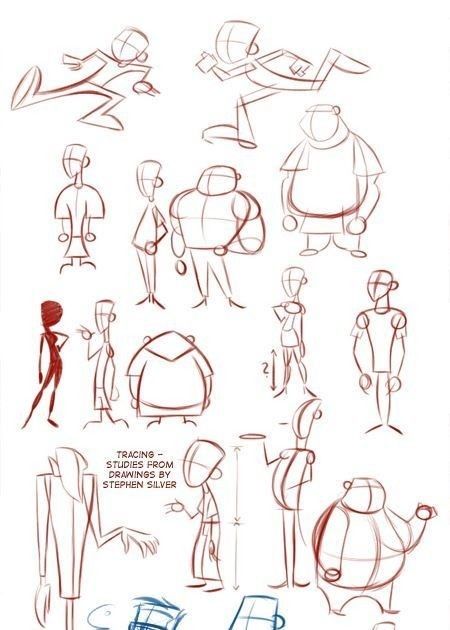 ?
TRACING –
STUDIES FROM
DRAWINGS BY
STEPHEN SILVER